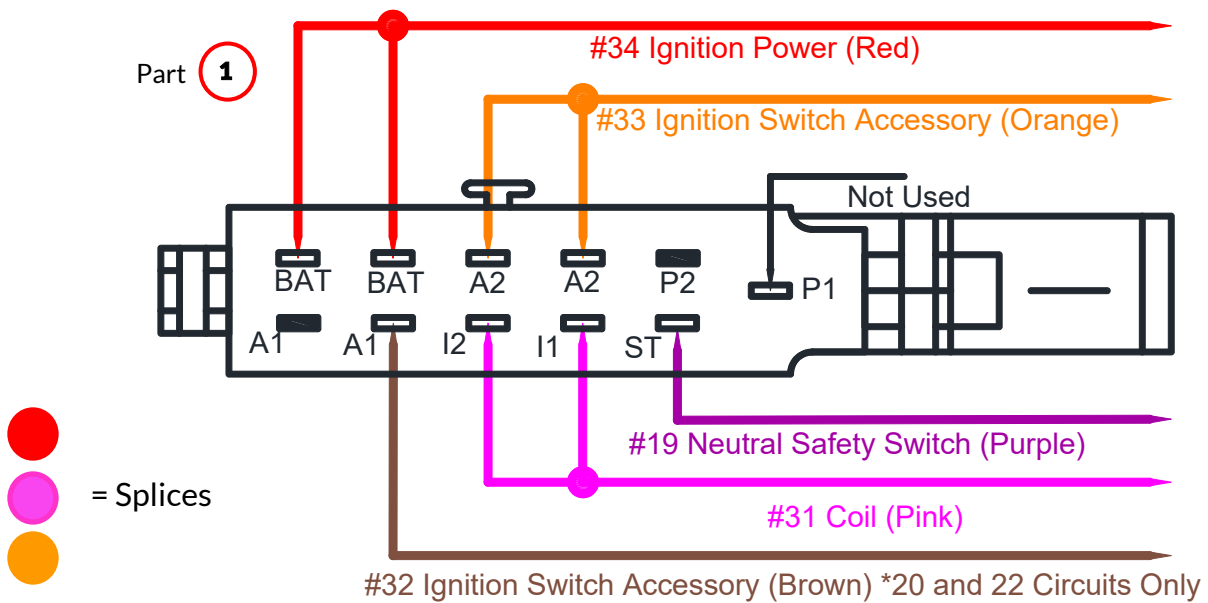 #34 Ignition Power (Red)
Part 1
#33 Ignition Switch Accessory (Orange)
Not Used
BAT BAT A2 A2 P2 P1
A1 A1 I2 I1 ST
#19 Neutral Safety Switch (Purple)
= Splices
#31 Coil (Pink)
#32 Ignition Switch Accessory (Brown) *20 and 22 Circuits Only